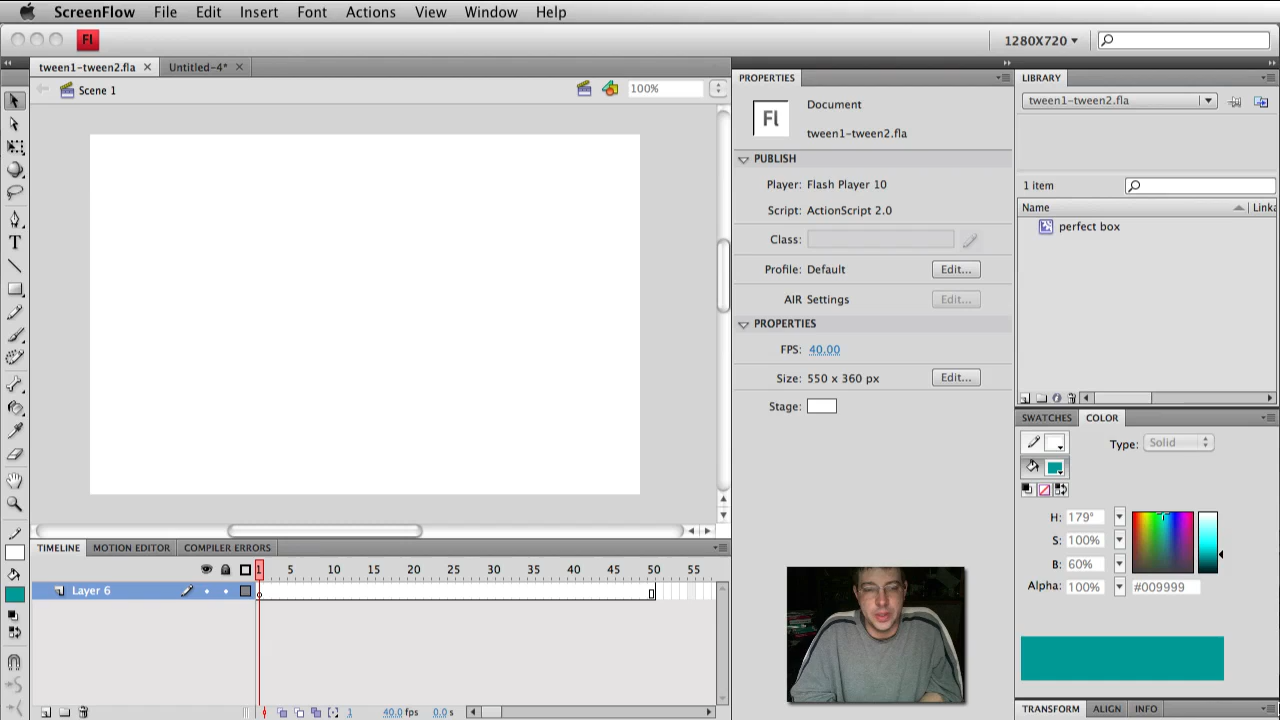 ScreenFlow File Edit Insert Font Actions View Window Help
Fl 1280X720
tween1-tween2.fla Untitled-4*
Scene 1 100%
PROPERTIES
Fl Document
tween1-tween2.fla
PUBLISH
Player: Flash Player 10
Script: ActionScript 2.0
Class:
Profile: Default Edit...
AIR Settings Edit...
PROPERTIES
FPS: 40.00
Size: 550 x 360 px Edit...
Stage:
LIBRARY
tween1-tween2.fla
1 item
Name Linka
perfect box
SWATCHES COLOR
Type: Solid
H: 179°
S: 100%
B: 60%
Alpha: 100% #009999
TRANSFORM ALIGN INFO
TIMELINE MOTION EDITOR COMPILER ERRORS
1 5 10 15 20 25 30 35 40 45 50 55
Layer 6
1 40.0 fps 0.0 s